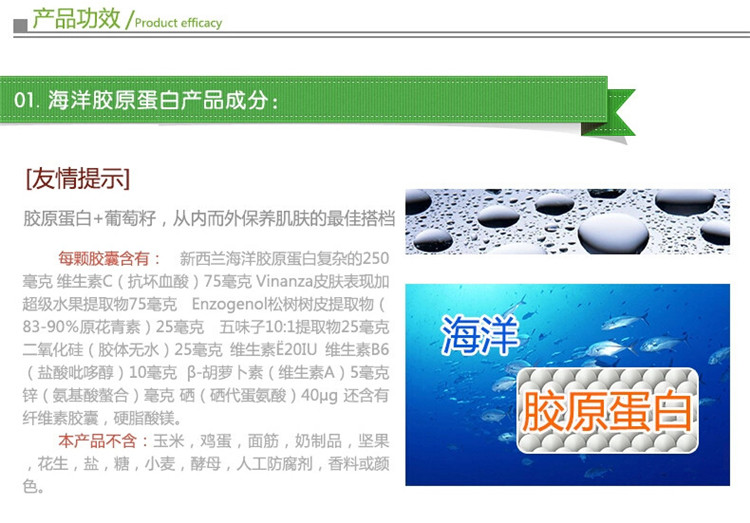 产品功效 /Product efficacy
01. 海洋胶原蛋白产品成分：
[友情提示]
胶原蛋白+葡萄籽，从内而外保养肌肤的最佳搭档
每颗胶囊含有： 新西兰海洋胶原蛋白复杂的250
毫克 维生素C（抗坏血酸）75毫克 Vinanza皮肤表现加
超级水果提取物75毫克 Enzogenol松树树皮提取物（
83-90%原花青素）25毫克 五味子10:1提取物25毫克
二氧化硅（胶体无水）25毫克 维生素Ë20IU 维生素B6
（盐酸吡哆醇）10毫克 β-胡萝卜素（维生素A）5毫克
锌（氨基酸螯合）毫克 硒（硒代蛋氨酸）40µg 还含有
纤维素胶囊，硬脂酸镁。
本产品不含：玉米，鸡蛋，面筋，奶制品，坚果
，花生，盐，糖，小麦，酵母，人工防腐剂，香料或颜
色。
海洋
胶原蛋白